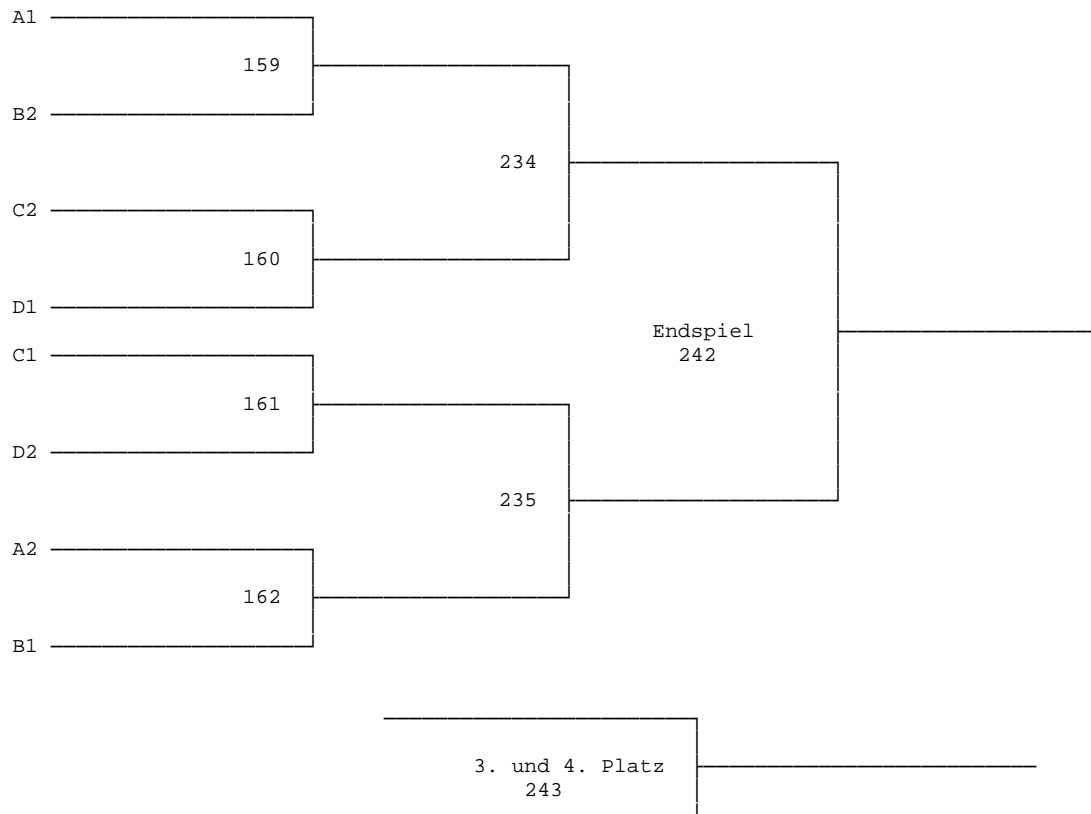 A1
159
B2
234
C2
160
D1
Endspiel
242
C1
161
D2
235
A2
162
B1
3. und 4. Platz
243